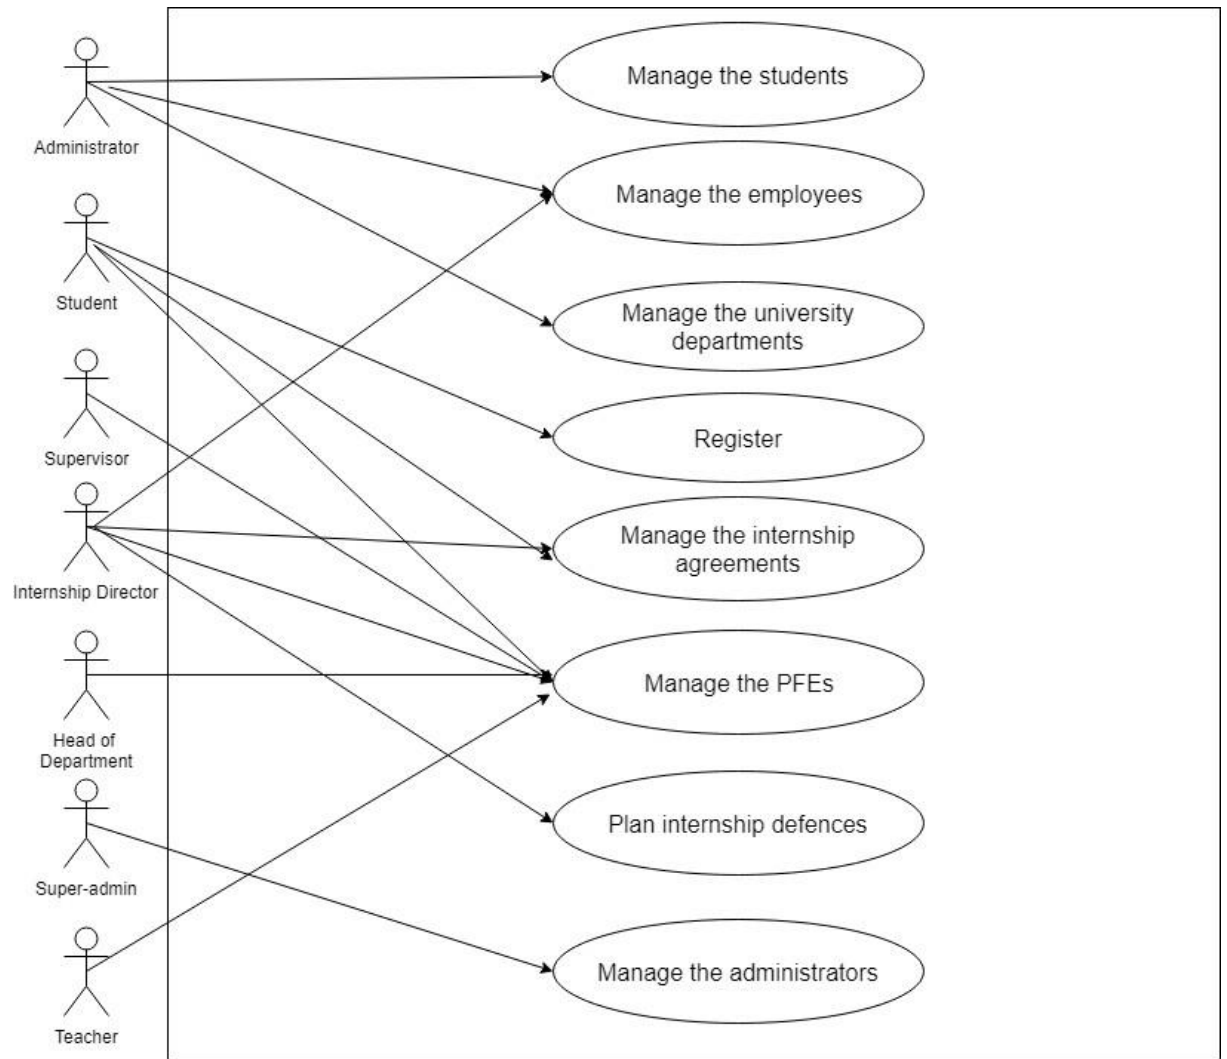 Manage the students
Administrator
Manage the employees
Student
Manage the university
departments
Supervisor
Register
Manage the internship
agreements
Internship Director
Manage the PFEs
Head of
Department
Plan internship defences
Super-admin
Manage the administrators
Teacher